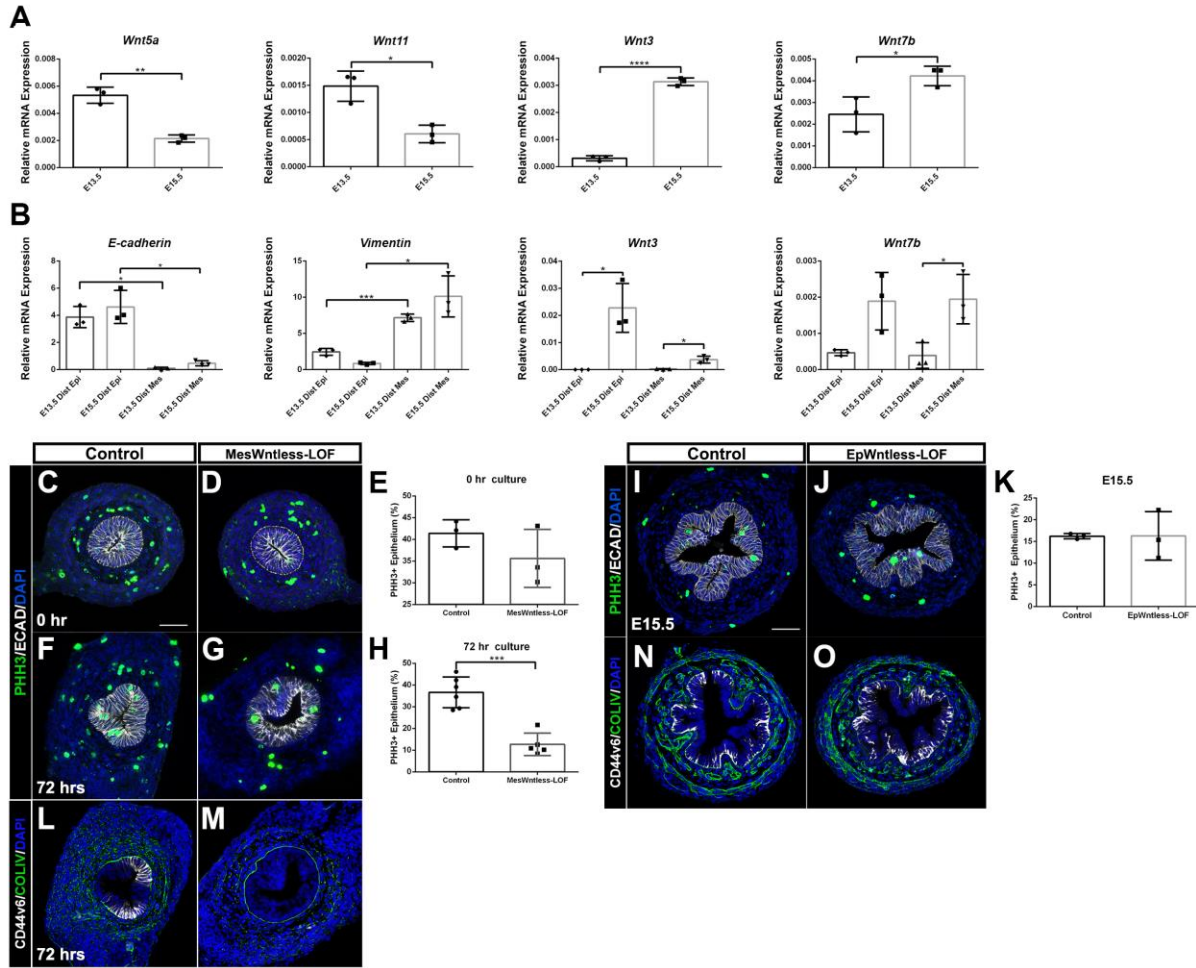 A
Wnt5a
Relative mRNA Expression
0.008
0.006
0.004
0.002
0.000
**
E13.5
E15.5
Wnt11
Relative mRNA Expression
0.0020
0.0015
0.0010
0.0005
0.0000
*
E13.5
E15.5
Wnt3
Relative mRNA Expression
0.004
0.003
0.002
0.001
0.000
****
E13.5
E15.5
Wnt7b
Relative mRNA Expression
0.005
0.004
0.003
0.002
0.001
0.000
*
E13.5
E15.5
B
E-cadherin
Relative mRNA Expression
8
6
4
2
0
*
*
E13.5 Dist Epi
E15.5 Dist Epi
E13.5 Dist Mes
E15.5 Dist Mes
Vimentin
Relative mRNA Expression
15
10
5
0
***
*
E13.5 Dist Epi
E15.5 Dist Epi
E13.5 Dist Mes
E15.5 Dist Mes
Wnt3
Relative mRNA Expression
0.04
0.03
0.02
0.01
0.00
*
*
E13.5 Dist Epi
E15.5 Dist Epi
E13.5 Dist Mes
E15.5 Dist Mes
Wnt7b
Relative mRNA Expression
0.003
0.002
0.001
0.000
*
E13.5 Dist Epi
E15.5 Dist Epi
E13.5 Dist Mes
E15.5 Dist Mes
Control
MesWntless-LOF
PHH3/ECAD/DAPI
C
0 hr
D
E
0 hr culture
PHH3+ Epithelium (%)
50
45
40
35
30
25
Control
MesWntless-LOF
F
72 hrs
G
H
72 hr culture
PHH3+ Epithelium (%)
50
40
30
20
10
0
***
Control
MesWntless-LOF
CD44v6/COLIV/DAPI
L
72 hrs
M
Control
EpWntless-LOF
PHH3/ECAD/DAPI
I
E15.5
J
K
E15.5
PHH3+ Epithelium (%)
25
20
15
10
5
0
Control
EpWntless-LOF
CD44v6/COLIV/DAPI
N
O